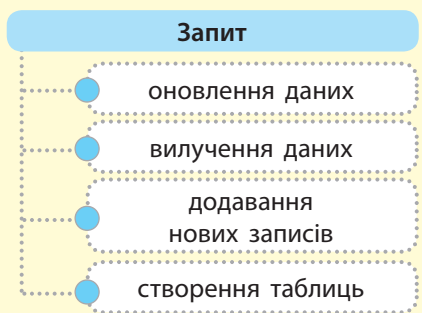 Запит
оновлення даних
вилучення даних
додавання
нових записів
створення таблиць